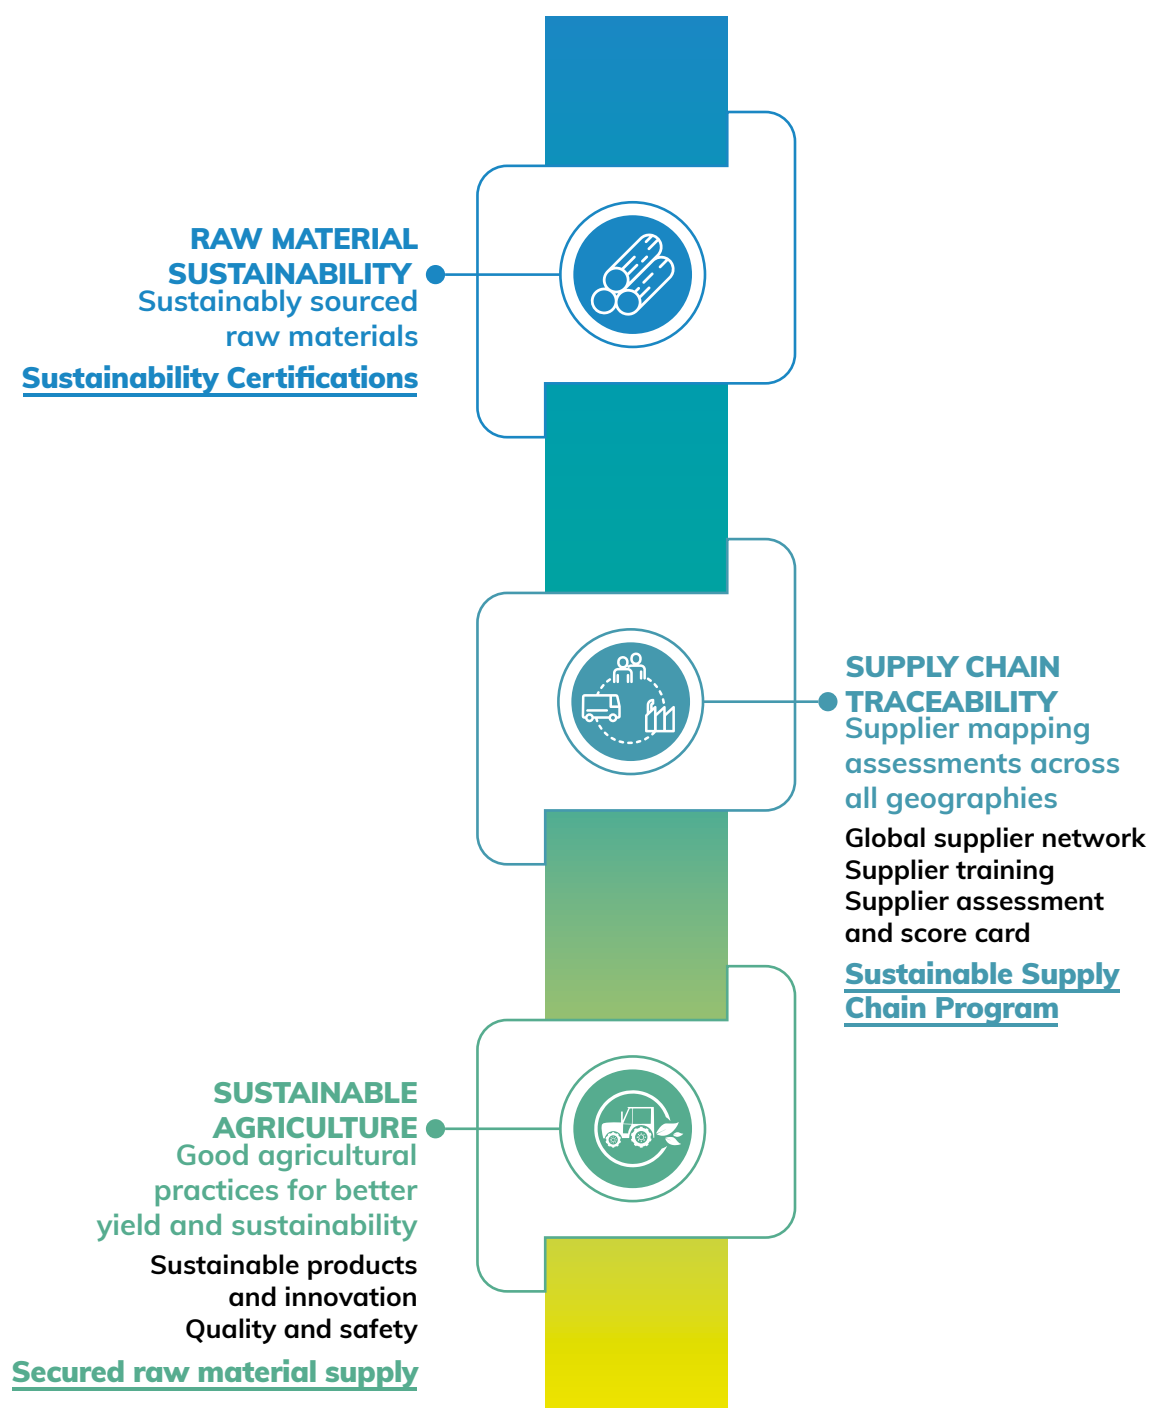 RAW MATERIAL
SUSTAINABILITY
Sustainably sourced
raw materials
Sustainability Certifications
SUPPLY CHAIN
TRACEABILITY
Supplier mapping
assessments across
all geographies
Global supplier network
Supplier training
Supplier assessment
and score card
Sustainable Supply
Chain Program
SUSTAINABLE
AGRICULTURE
Good agricultural
practices for better
yield and sustainability
Sustainable products
and innovation
Quality and safety
Secured raw material supply